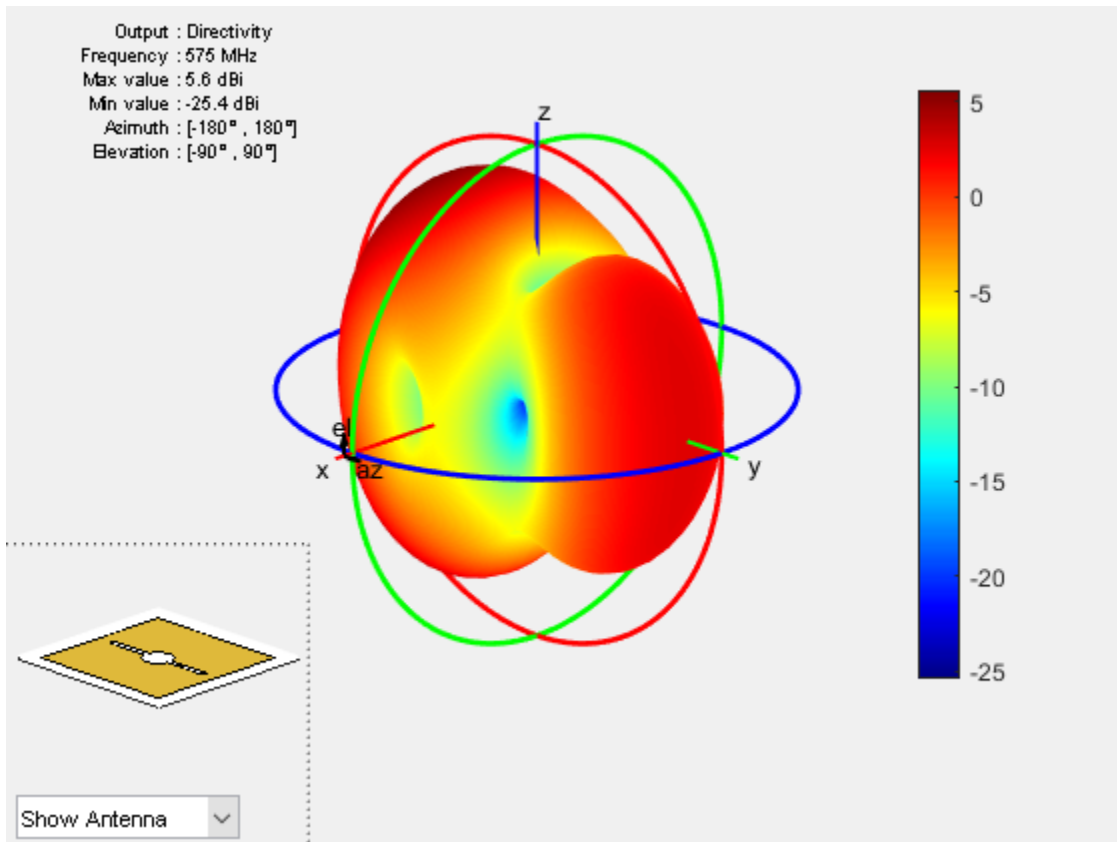 Output : Directivity
Frequency : 575 MHz
Max value : 5.6 dBi
Min value : -25.4 dBi
Azimuth : [-180° , 180°]
Elevation : [-90° , 90°]
z
el
x
az
y
5
0
-5
-10
-15
-20
-25
Show Antenna